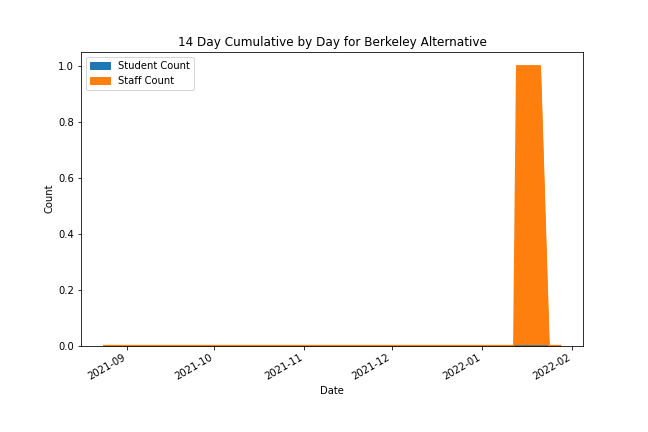 14 Day Cumulative by Day for Berkeley Alternative
Student Count
Staff Count
1.0
0.8
0.6
0.4
0.2
0.0
Count
2021-09
2021-10
2021-11
2021-12
2022-01
2022-02
Date